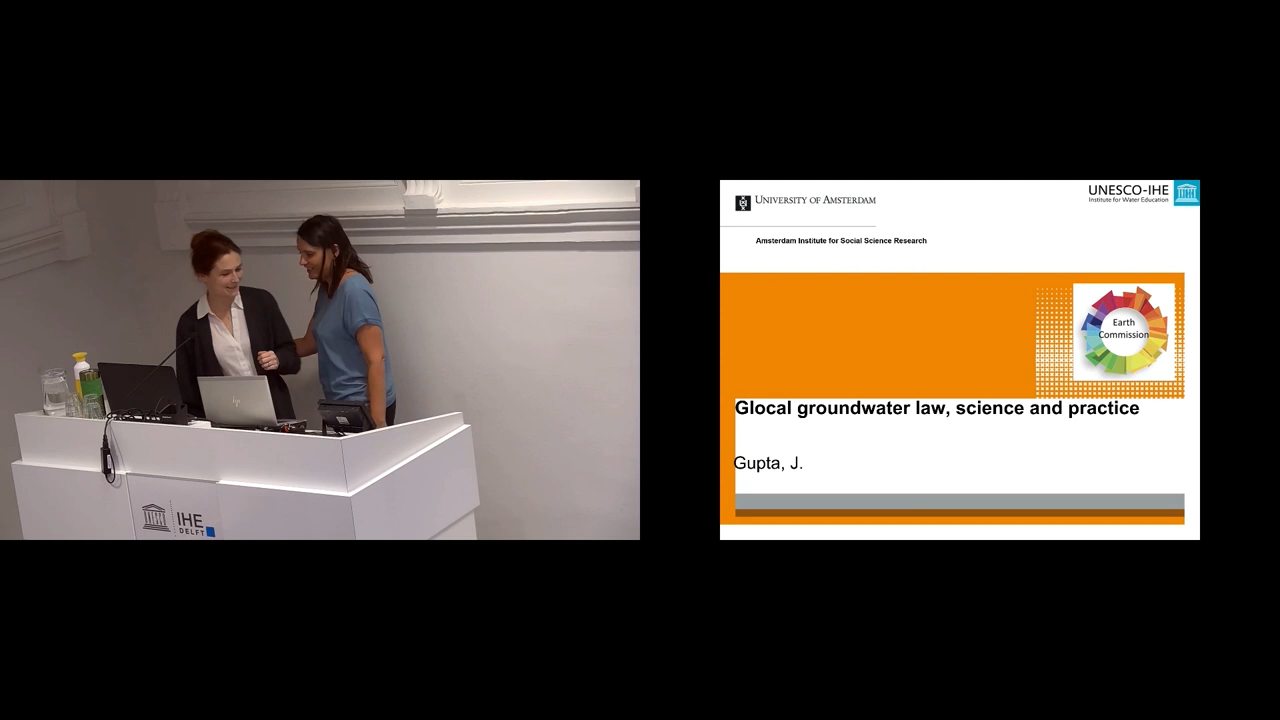 hp
IHE
DELFT
UNIVERSITY OF AMSTERDAM
UNESCO-IHE
Institute for Water Education
Amsterdam Institute for Social Science Research
Earth
Commission
Glocal groundwater law, science and practice
Gupta, J.